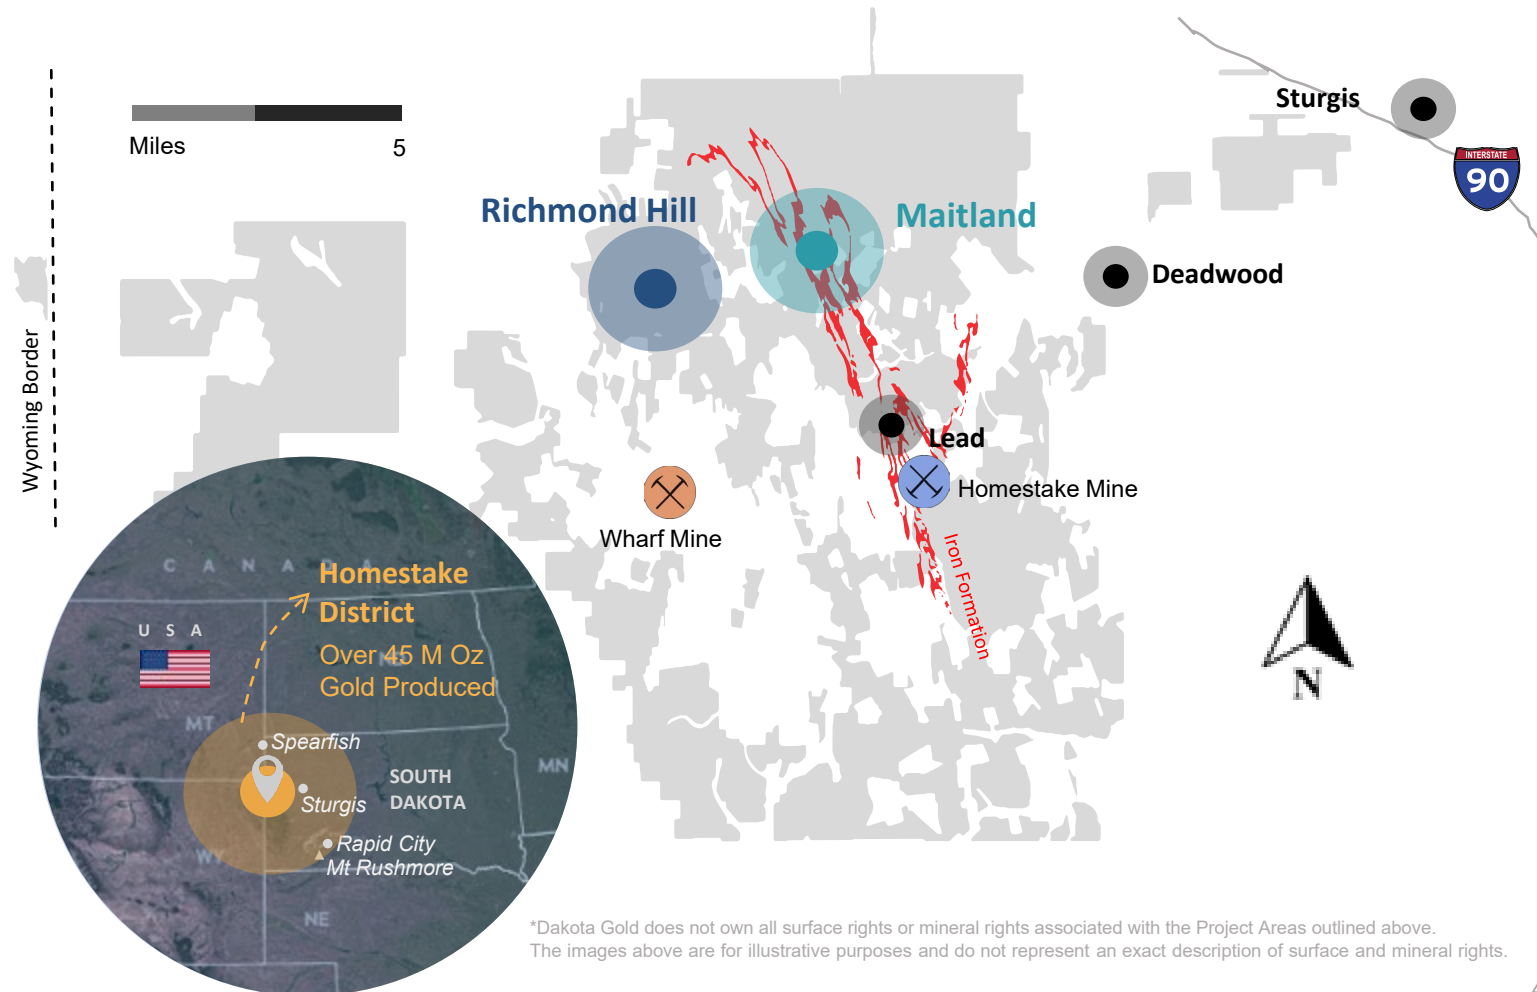 Sturgis
INTERSTATE
90
Miles
5
Richmond Hill
Maitland
Deadwood
Wyoming Border
Lead
Homestake Mine
Wharf Mine
Iron Formation
C A N A D A
Homestake
District
U S A
Over 45 M Oz
Gold Produced
ND
MT
Spearfish
SOUTH
DAKOTA
MN
Sturgis
Rapid City
WY
Mt Rushmore
NE
N
*Dakota Gold does not own all surface rights or mineral rights associated with the Project Areas outlined above.
The images above are for illustrative purposes and do not represent an exact description of surface and mineral rights.